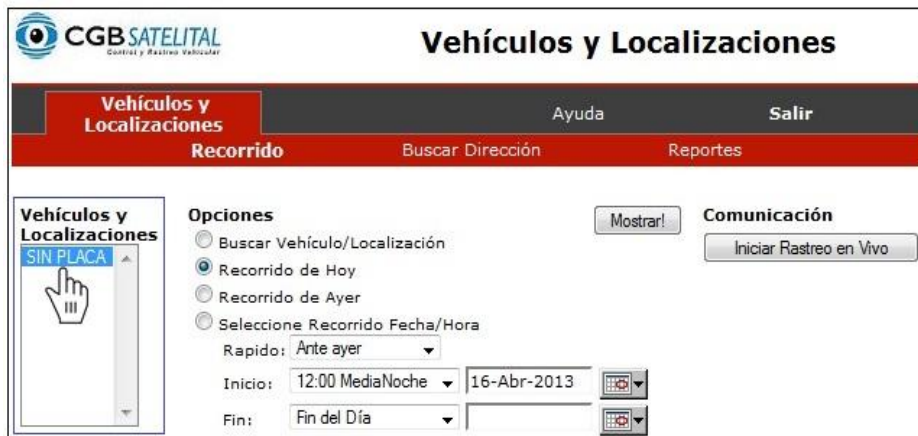 CGB SATELITAL
Control y Rastreo Vehicular
Vehículos y Localizaciones
Vehículos y
Localizaciones
Ayuda
Salir
Recorrido
Buscar Dirección
Reportes
Vehículos y
Localizaciones
SIN PLACA
Opciones
Mostrar!
Buscar Vehículo/Localización
Recorrido de Hoy
Recorrido de Ayer
Seleccione Recorrido Fecha/Hora
Rapido: Ante ayer
Inicio: 12:00 MediaNoche 16-Abr-2013
Fin: Fin del Día
Comunicación
Iniciar Rastreo en Vivo